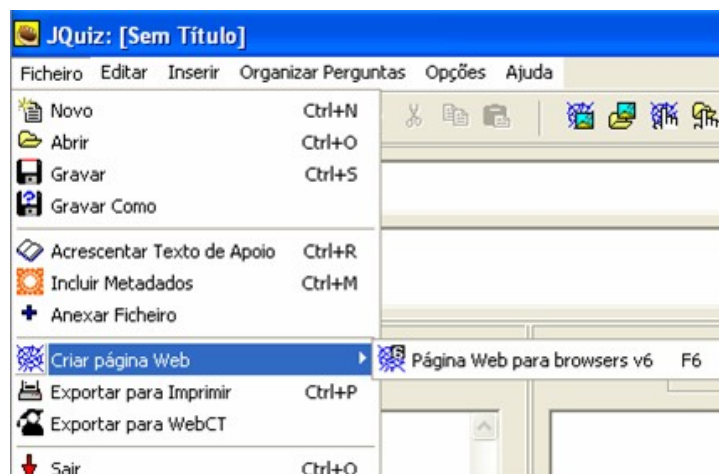 JQuiz: [Sem Título]
Ficheiro Editar Inserir Organizar Perguntas Opções Ajuda
Novo Ctrl+N
Abrir Ctrl+O
Gravar Ctrl+S
Gravar Como
Acrescentar Texto de Apoio Ctrl+R
Incluir Metadados Ctrl+M
Anexar Ficheiro
Criar página Web Página Web para browsers v6 F6
Exportar para Imprimir Ctrl+P
Exportar para WebCT
Sair Ctrl+Q